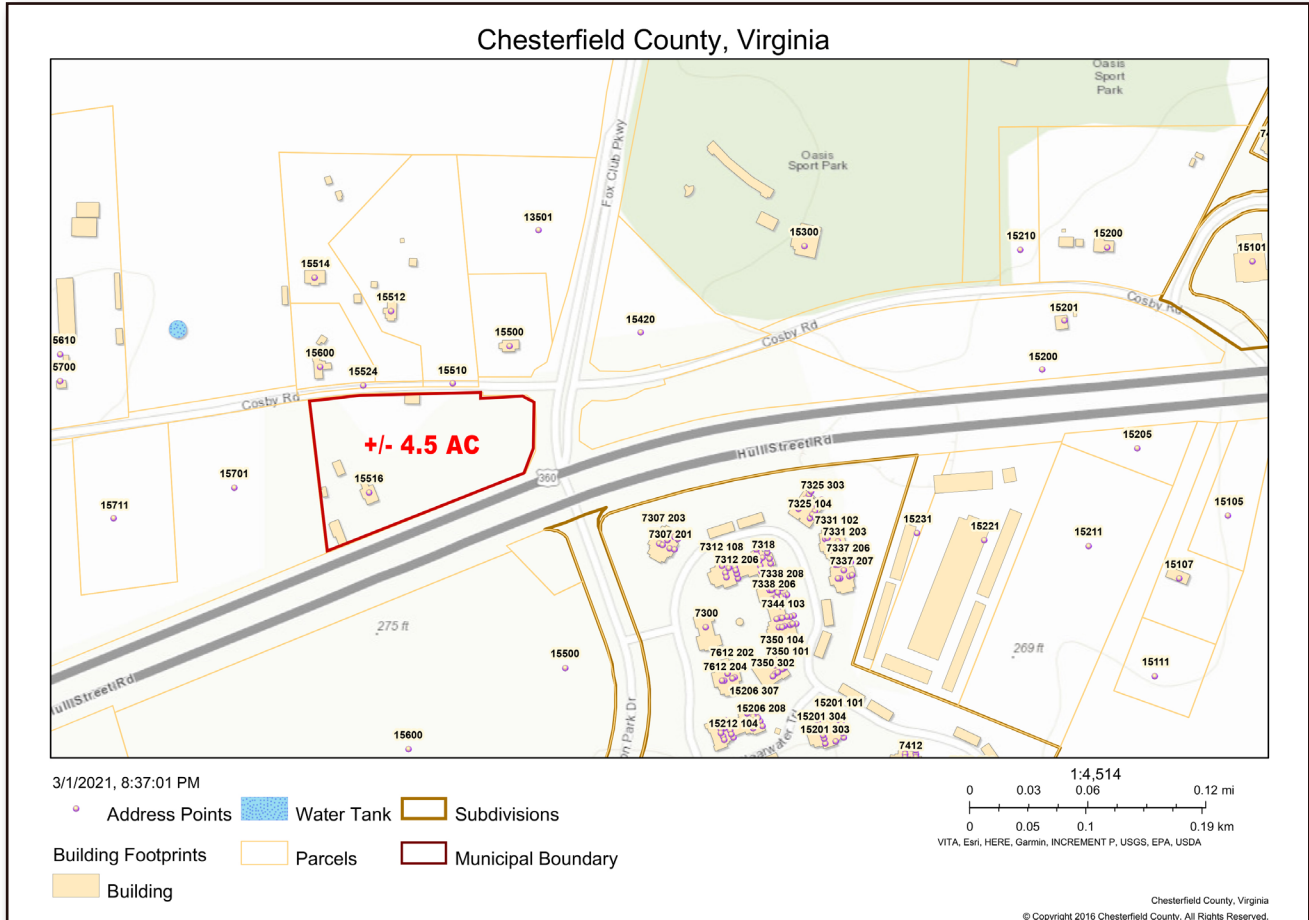 Chesterfield County, Virginia
Oasis
Sport
Park
Fox Club Pkwy
Oasis
Sport Park
13501
15300
15210
15200
15101
15514
15512
15420
15201
Cosby Rd
Cosby Rd
5610
5700
15600
15500
15524
15510
15200
Cosby Rd
+/- 4.5 AC
15701
15516
15711
360
Hull Street Rd
15205
7325 303
7325 104
7307 203
7307 201
7331 102
7331 203
15231
15221
15105
15211
7312 108
7318
7312 206
7337 206
7337 207
7338 208
7338 206
15107
7344 103
7300
7350 104
7350 101
275 ft
269 ft
15500
7612 202
7612 204
7350 302
15111
Hull Street Rd
15206 307
15201 101
15206 208
15201 304
15212 104
15201 303
15600
on Park Dr
earwater Trl
7412
3/1/2021, 8:37:01 PM
Address Points
Water Tank
Subdivisions
Building Footprints
Parcels
Municipal Boundary
Building
1:4,514
0 0.03 0.06 0.12 mi
0 0.05 0.1 0.19 km
VITA, Esri, HERE, Garmin, INCREMENT P, USGS, EPA, USDA
Chesterfield County, Virginia
© Copyright 2016 Chesterfield County. All Rights Reserved.